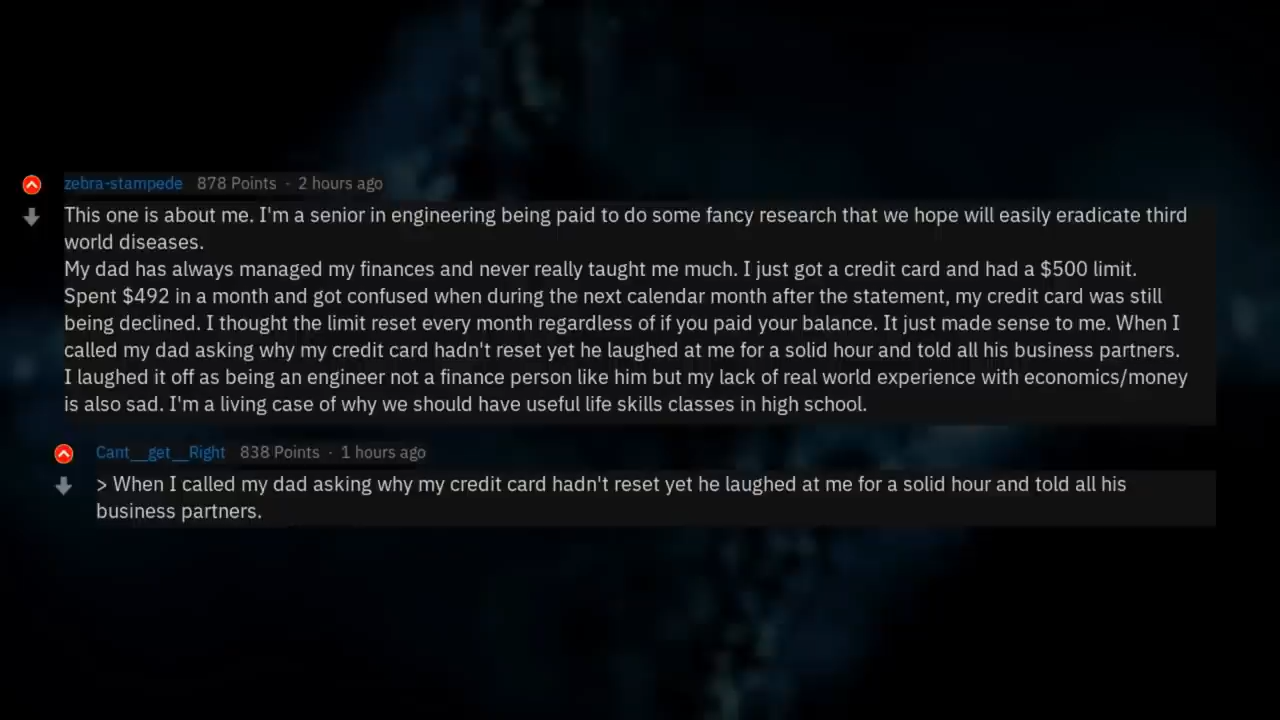 zebra-stampede 878 Points · 2 hours ago
This one is about me. I'm a senior in engineering being paid to do some fancy research that we hope will easily eradicate third
world diseases.
My dad has always managed my finances and never really taught me much. I just got a credit card and had a $500 limit.
Spent $492 in a month and got confused when during the next calendar month after the statement, my credit card was still
being declined. I thought the limit reset every month regardless of if you paid your balance. It just made sense to me. When I
called my dad asking why my credit card hadn't reset yet he laughed at me for a solid hour and told all his business partners.
I laughed it off as being an engineer not a finance person like him but my lack of real world experience with economics/money
is also sad. I'm a living case of why we should have useful life skills classes in high school.
Cant__get__Right 838 Points · 1 hours ago
> When I called my dad asking why my credit card hadn't reset yet he laughed at me for a solid hour and told all his
business partners.